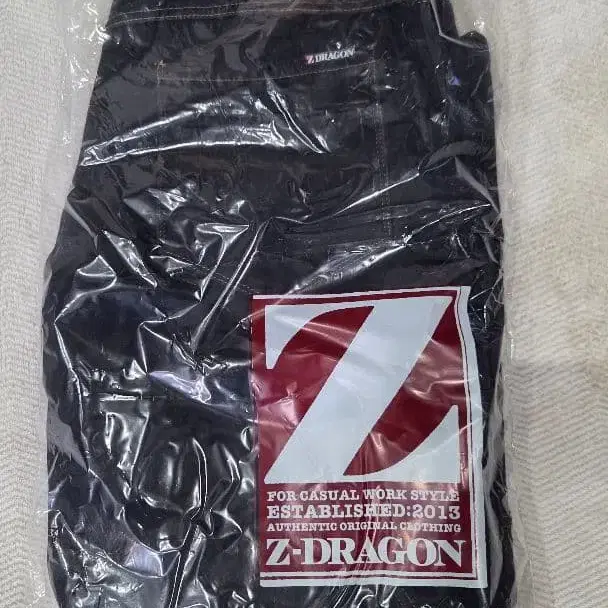 Z-DRAGON
Z
FOR CASUAL WORK STYLE
ESTABLISHED:2013
AUTHENTIC ORIGINAL CLOTHING
Z-DRAGON